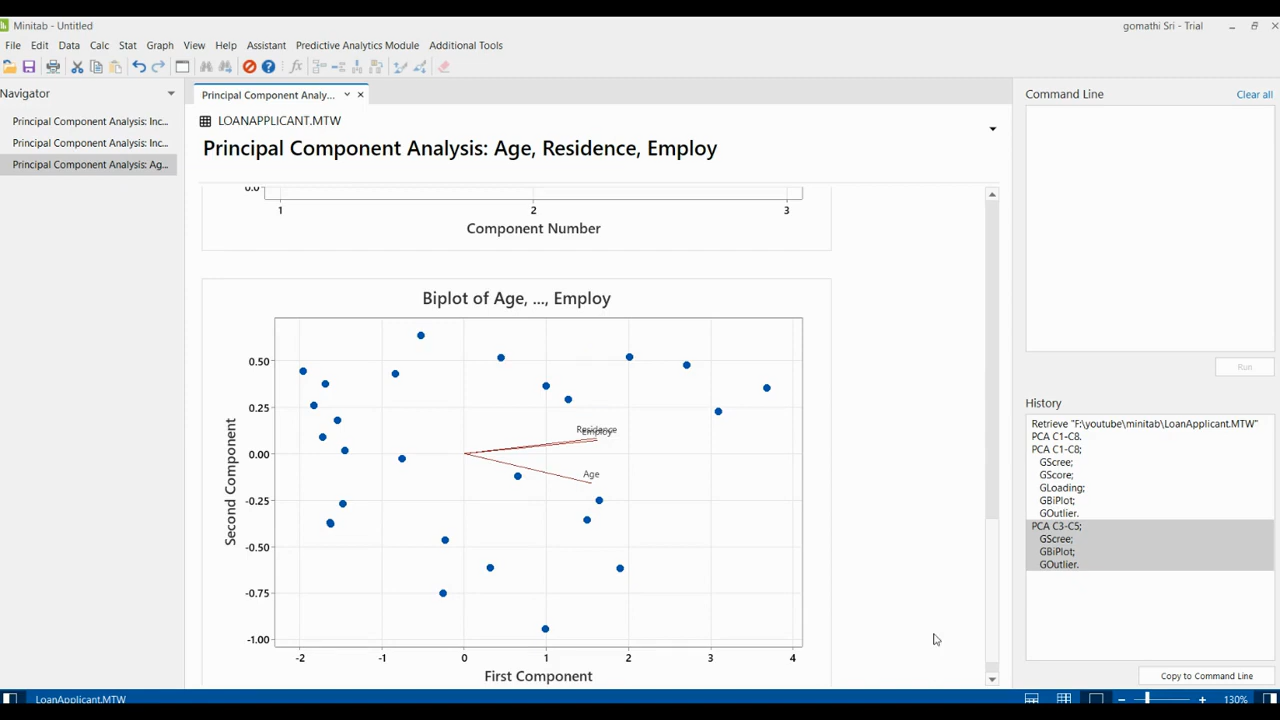 Minitab - Untitled
gomathi Sri - Trial
File Edit Data Calc Stat Graph View Help Assistant Predictive Analytics Module Additional Tools
Navigator
Principal Component Analysis: Inc...
Principal Component Analysis: Inc...
Principal Component Analysis: Ag...
Principal Component Analy...
LOANAPPLICANT.MTW
Principal Component Analysis: Age, Residence, Employ
0.0
1 2 3
Component Number
Biplot of Age, ..., Employ
Second Component
0.50
0.25
0.00
-0.25
-0.50
-0.75
-1.00
Residence
Employ
Age
-2 -1 0 1 2 3 4
First Component
Command Line
Clear all
Run
History
Retrieve "F:\youtube\minitab\LoanApplicant.MTW"
PCA C1-C8.
PCA C1-C8;
GScree;
GScore;
GLoading;
GBiPlot;
GOutlier.
PCA C3-C5;
GScree;
GBiPlot;
GOutlier.
Copy to Command Line
LoanApplicant.MTW
130%